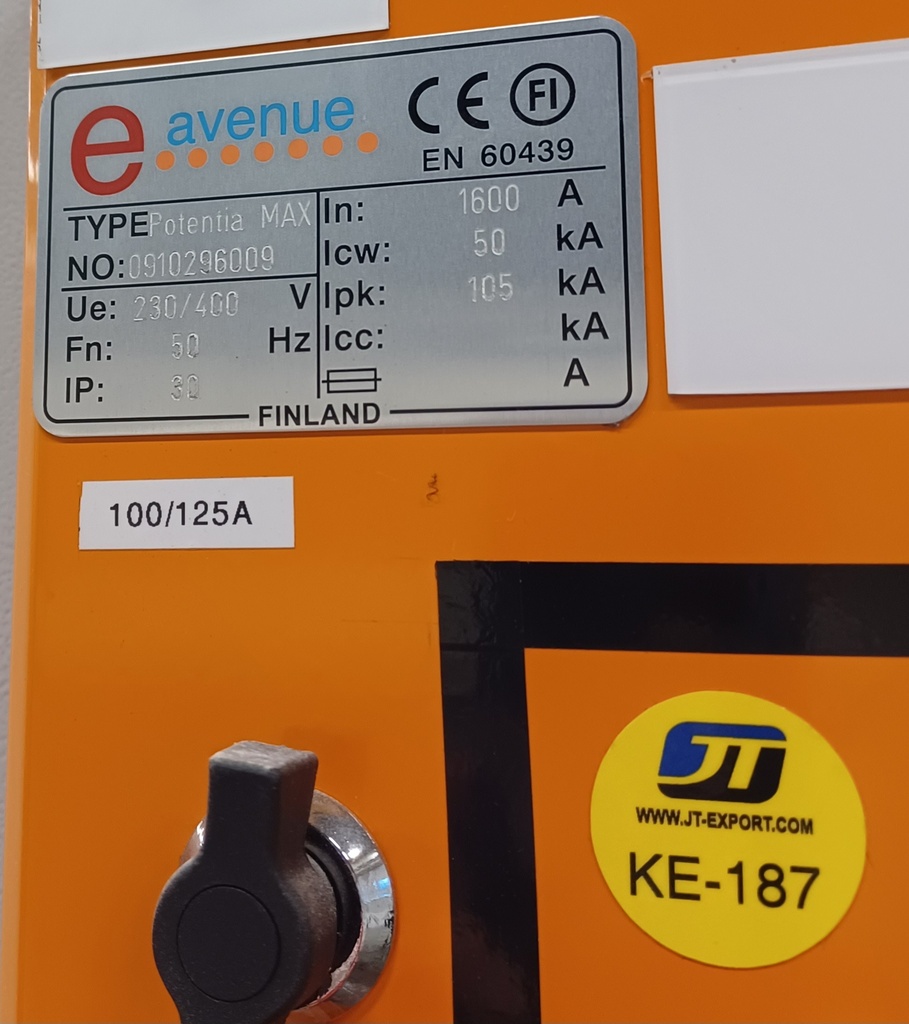 e avenue
CE FI
EN 60439
TYPE Potentia MAX
NO: 0910296009
Ue: 230/400 V
Fn: 50 Hz
IP: 30
In: 1600 A
Icw: 50 kA
Ipk: 105 kA
Icc: kA
A
FINLAND
100/125A
JT
WWW.JT-EXPORT.COM
KE-187